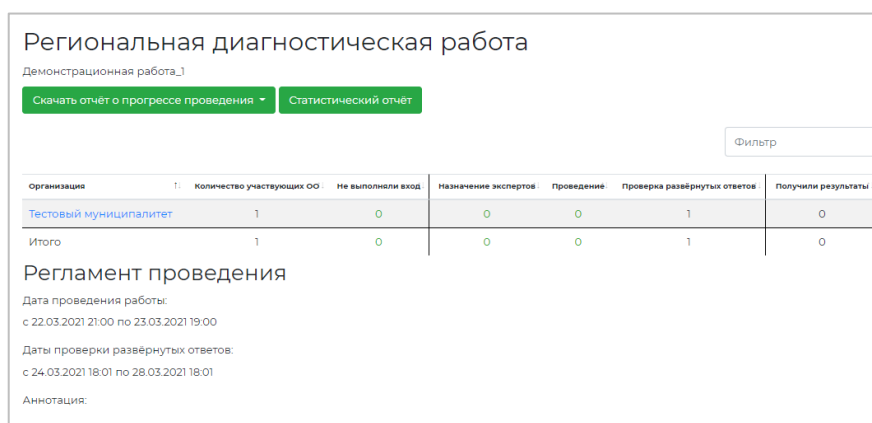 Региональная диагностическая работа
Демонстрационная работа_1
Скачать отчёт о прогрессе проведения Статистический отчёт
Фильтр
Организация Количество участвующих ОО Не выполняли вход Назначение экспертов Проведение Проверка развёрнутых ответов Получили результаты
Тестовый муниципалитет 1 0 0 0 1 0
Итого 1 0 0 0 1 0
Регламент проведения
Дата проведения работы:
с 22.03.2021 21:00 по 23.03.2021 19:00
Даты проверки развёрнутых ответов:
с 24.03.2021 18:01 по 28.03.2021 18:01
Аннотация: